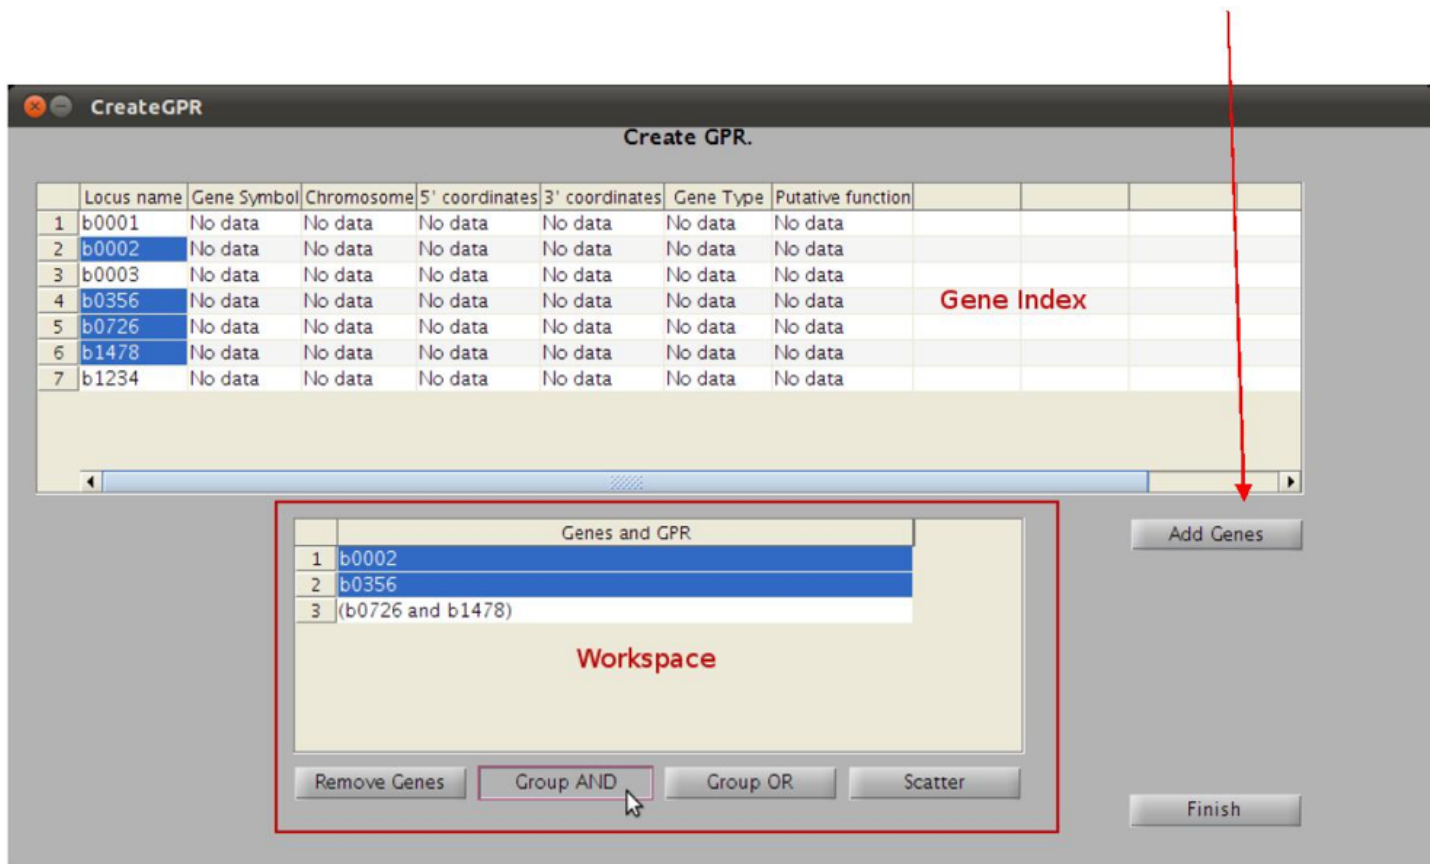 CreateGPR
Create GPR.
Locus name Gene Symbol Chromosome 5' coordinates 3' coordinates Gene Type Putative function
1 b0001 No data No data No data No data No data No data
2 b0002 No data No data No data No data No data No data
3 b0003 No data No data No data No data No data No data
4 b0356 No data No data No data No data No data No data Gene Index
5 b0726 No data No data No data No data No data No data
6 b1478 No data No data No data No data No data No data
7 b1234 No data No data No data No data No data No data
Genes and GPR Add Genes
1 b0002
2 b0356
3 (b0726 and b1478)
Workspace
Remove Genes Group AND Group OR Scatter
Finish